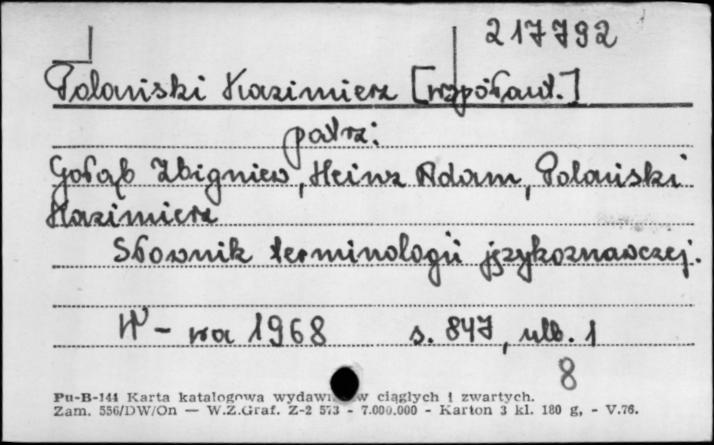 217792
Polański Kazimierz [współaut.]
patrz:
Gołąb Zbigniew, Heinz Adam, Polański
Kazimierz
Słownik terminologii językoznawczej.
W-wa 1968 s. 847, nlb. 1
8
Pu-B-144 Karta katalogowa wydawnictw ciągłych i zwartych.
Zam. 556/DW/On — W.Z.Graf. Z-2 573 - 7.000.000 - Karton 3 kl. 180 g, - V.76.